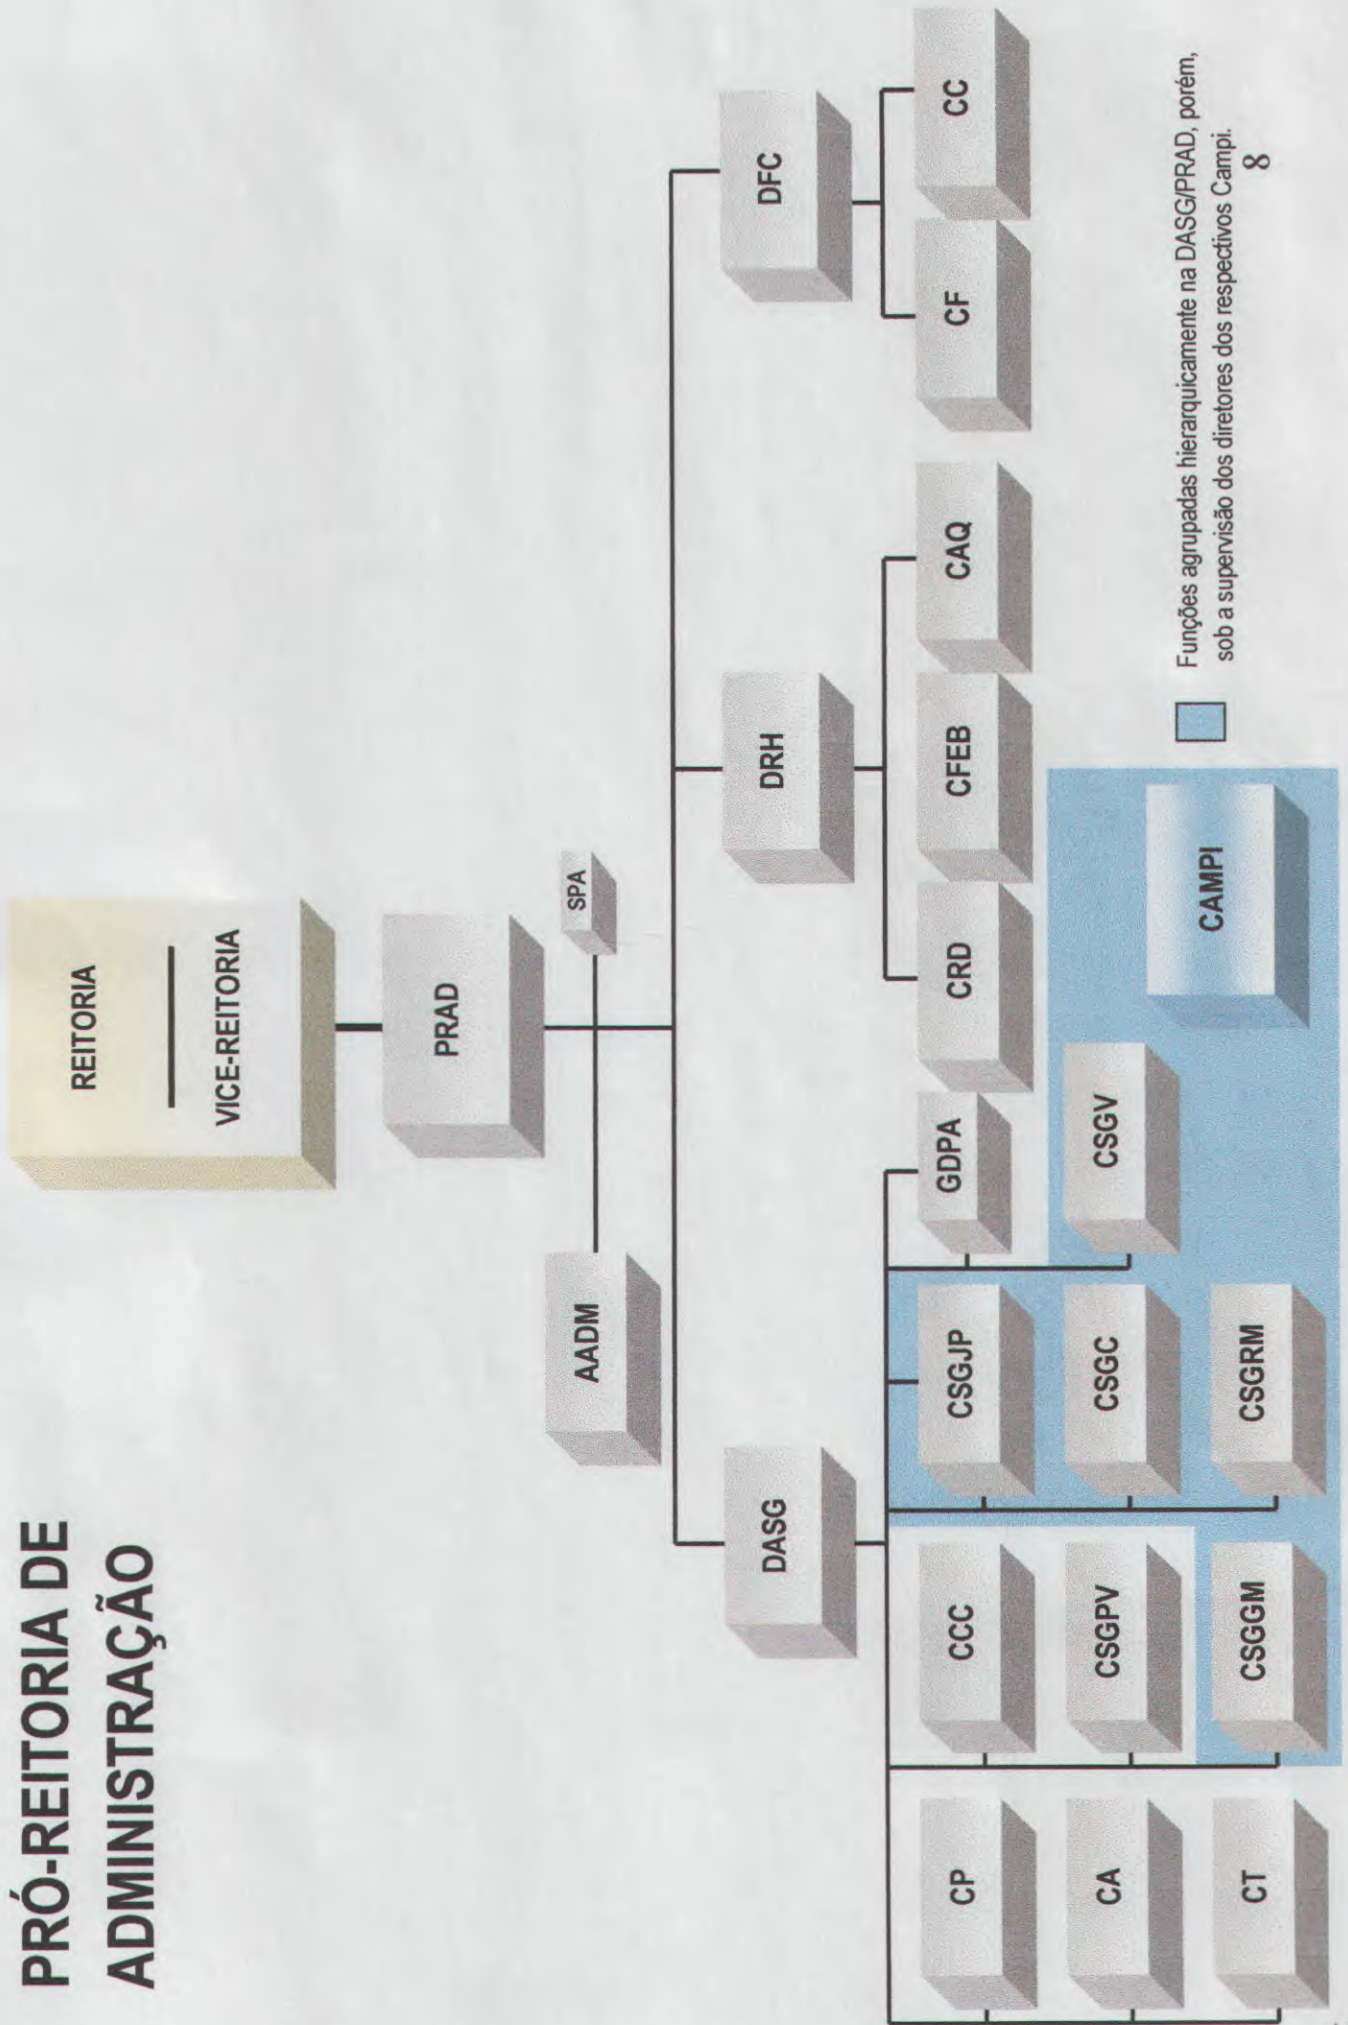 PRÓ-REITORIA DE
ADMINISTRAÇÃO
REITORIA
VICE-REITORIA
PRAD
SPA
AADM
DASG
DRH
DFC
CP
CCC
CSGJP
GDPA
CRD
CFEB
CAQ
CF
CC
CA
CSGPV
CSGC
CSGV
CT
CSGGM
CSGRM
CAMPI
Funções agrupadas hierarquicamente na DASG/PRAD, porém,
sob a supervisão dos diretores dos respectivos Campi.
8